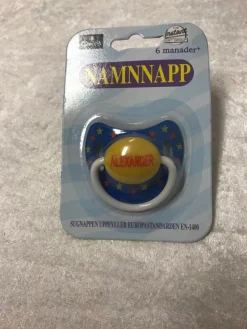 6 månader+
NAMNNAPP
ALEXANDER
SUGNAPPEN UPPFYLLER EUROPASTANDARDEN EN-1400